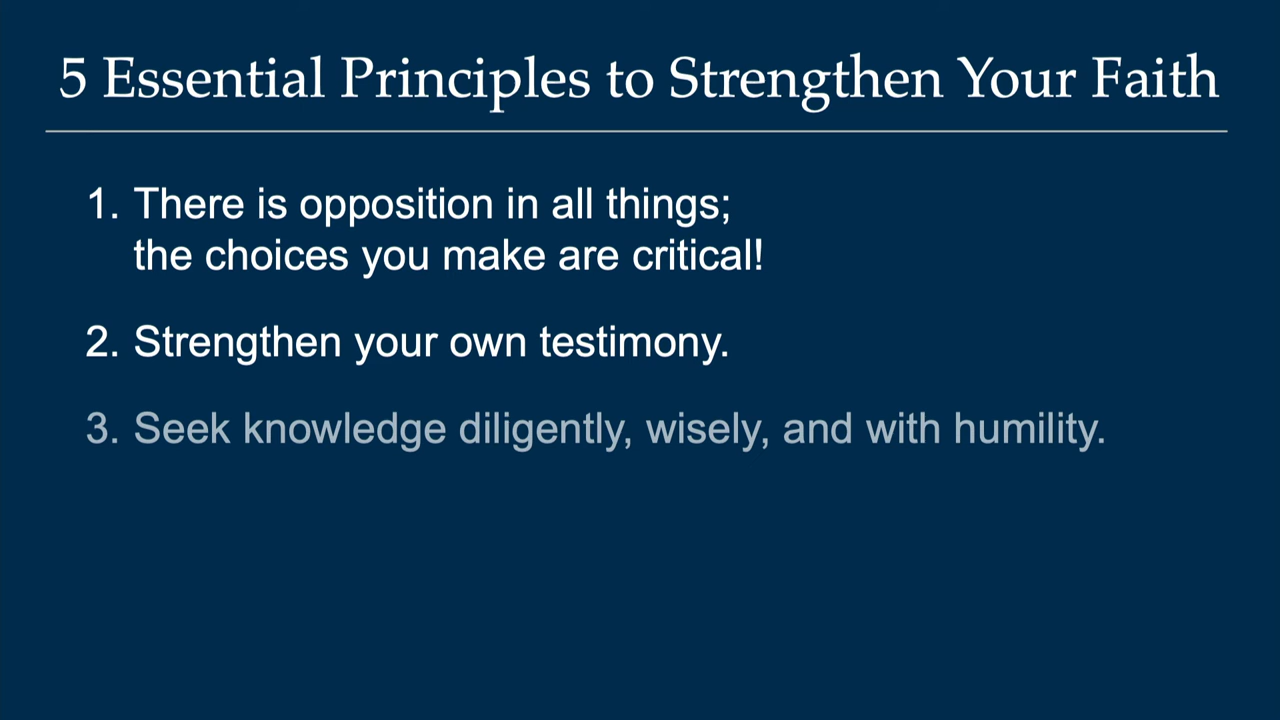 5 Essential Principles to Strengthen Your Faith
1. There is opposition in all things;
the choices you make are critical!
2. Strengthen your own testimony.
3. Seek knowledge diligently, wisely, and with humility.